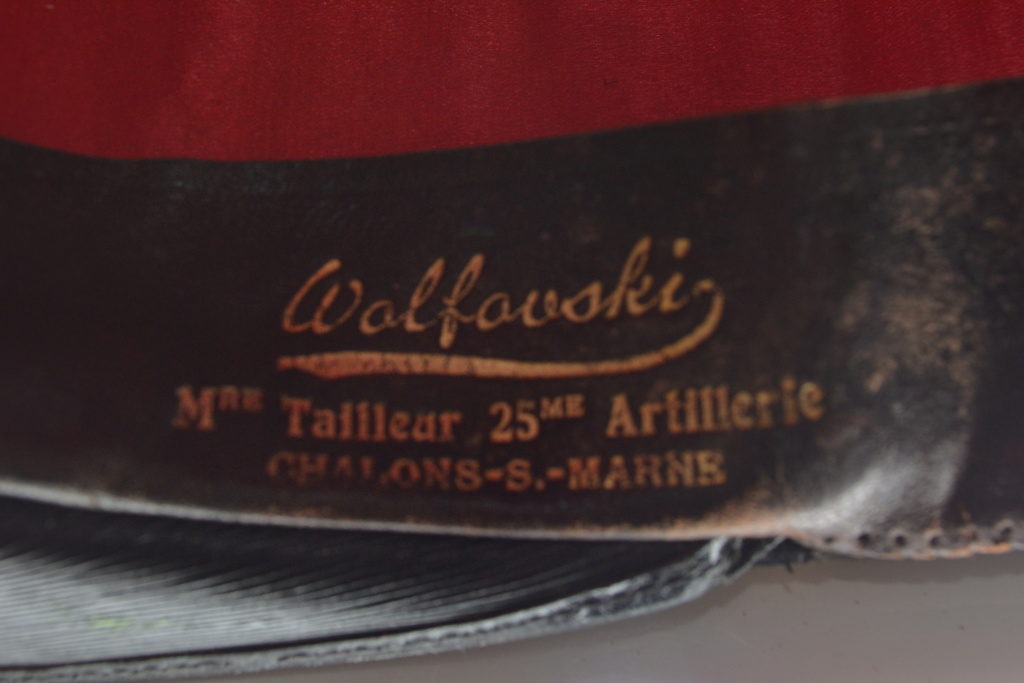 Wolfovski
Mre Tailleur 25me Artillerie
CHALONS-S.-MARNE